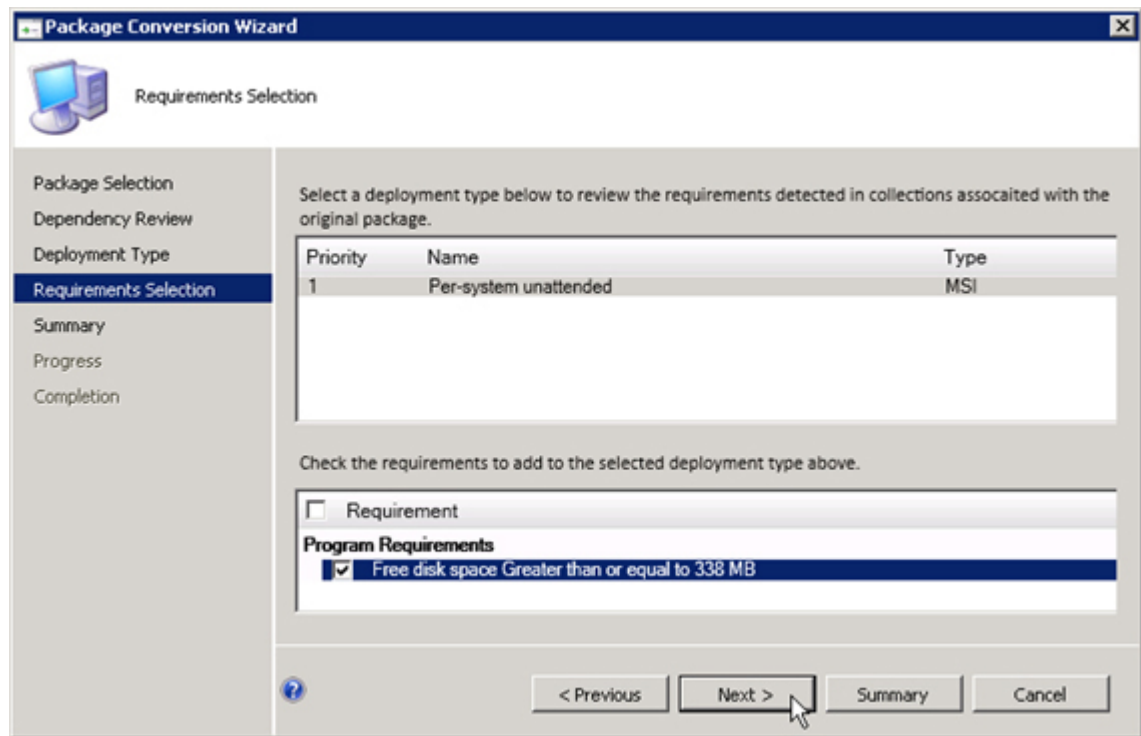 Package Conversion Wizard
Requirements Selection
Package Selection
Dependency Review
Deployment Type
Requirements Selection
Summary
Progress
Completion
Select a deployment type below to review the requirements detected in collections assocaited with the
original package.
Priority Name Type
1 Per-system unattended MSI
Check the requirements to add to the selected deployment type above.
Requirement
Program Requirements
Free disk space Greater than or equal to 338 MB
< Previous Next > Summary Cancel